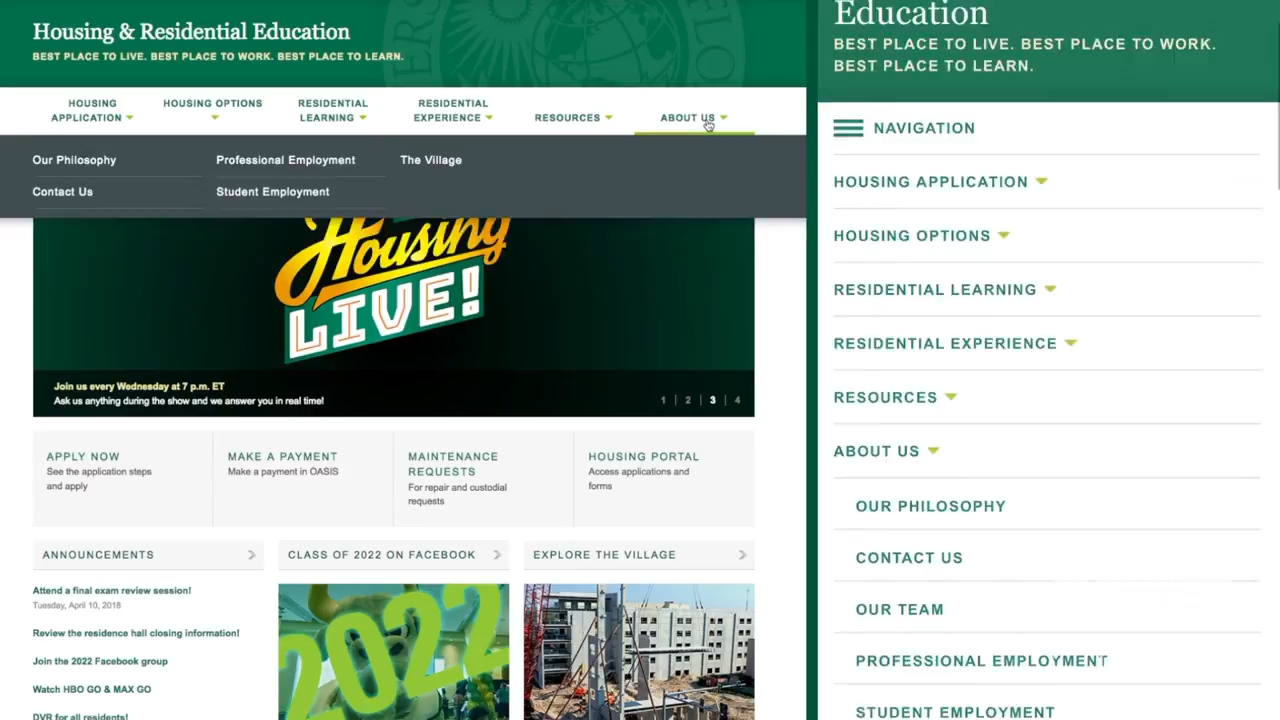 Housing & Residential Education
BEST PLACE TO LIVE. BEST PLACE TO WORK. BEST PLACE TO LEARN.
HOUSING
APPLICATION
HOUSING OPTIONS
RESIDENTIAL
LEARNING
RESIDENTIAL
EXPERIENCE
RESOURCES
ABOUT US
Our Philosophy
Professional Employment
The Village
Contact Us
Student Employment
Housing
LIVE!
Join us every Wednesday at 7 p.m. ET
Ask us anything during the show and we answer you in real time!
1 | 2 | 3 | 4
APPLY NOW
See the application steps
and apply
MAKE A PAYMENT
Make a payment in OASIS
MAINTENANCE
REQUESTS
For repair and custodial
requests
HOUSING PORTAL
Access applications and
forms
ANNOUNCEMENTS
Attend a final exam review session!
Tuesday, April 10, 2018
Review the residence hall closing information!
Join the 2022 Facebook group
Watch HBO GO & MAX GO
DVR for all residents!
CLASS OF 2022 ON FACEBOOK
2022
EXPLORE THE VILLAGE
Education
BEST PLACE TO LIVE. BEST PLACE TO WORK.
BEST PLACE TO LEARN.
NAVIGATION
HOUSING APPLICATION
HOUSING OPTIONS
RESIDENTIAL LEARNING
RESIDENTIAL EXPERIENCE
RESOURCES
ABOUT US
OUR PHILOSOPHY
CONTACT US
OUR TEAM
PROFESSIONAL EMPLOYMENT
STUDENT EMPLOYMENT